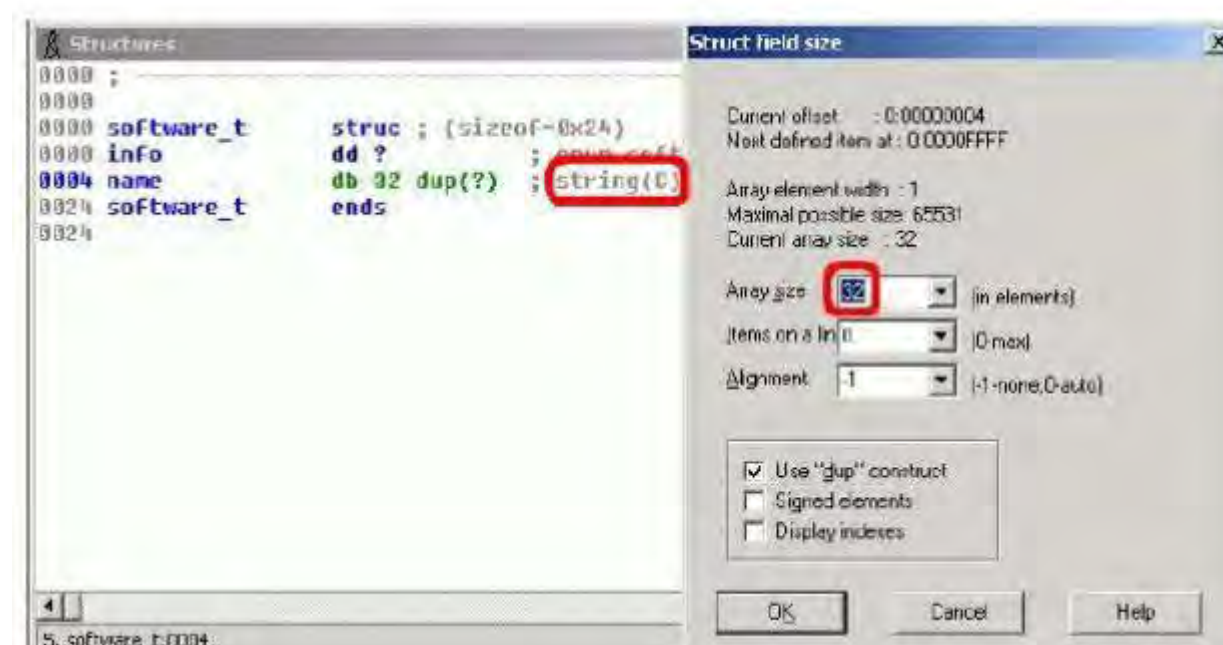 Structures
0000 ;
0000
0000 software_t struc ; (sizeof=0x24)
0000 info dd ? ; enum soft
0004 name db 32 dup(?) ; string(C)
0024 software_t ends
0024
5. software_t:0004
Struct field size
Current offset : 0:00000004
Next defined item at : 0:0000FFFF
Array element width : 1
Maximal possible size: 65531
Current array size : 32
Array size 32 (in elements)
Items on a lin 0 (0-max)
Alignment -1 (-1-none,0-auto)
Use "dup" construct
Signed elements
Display indexes
OK Cancel Help